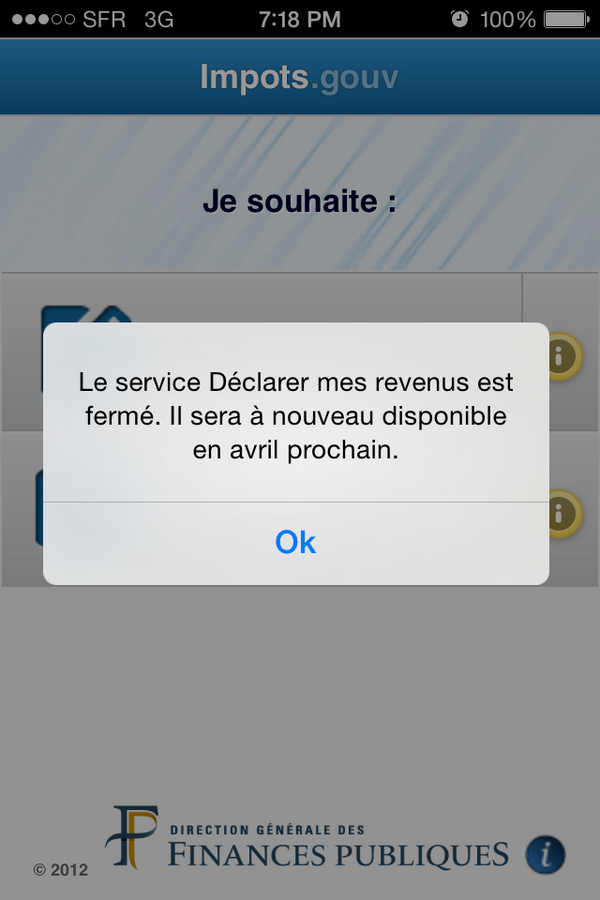 SFR 3G 7:18 PM 100%
Impots.gouv
Je souhaite :
Le service Déclarer mes revenus est
fermé. Il sera à nouveau disponible
en avril prochain.
Ok
DIRECTION GÉNÉRALE DES
FINANCES PUBLIQUES
© 2012